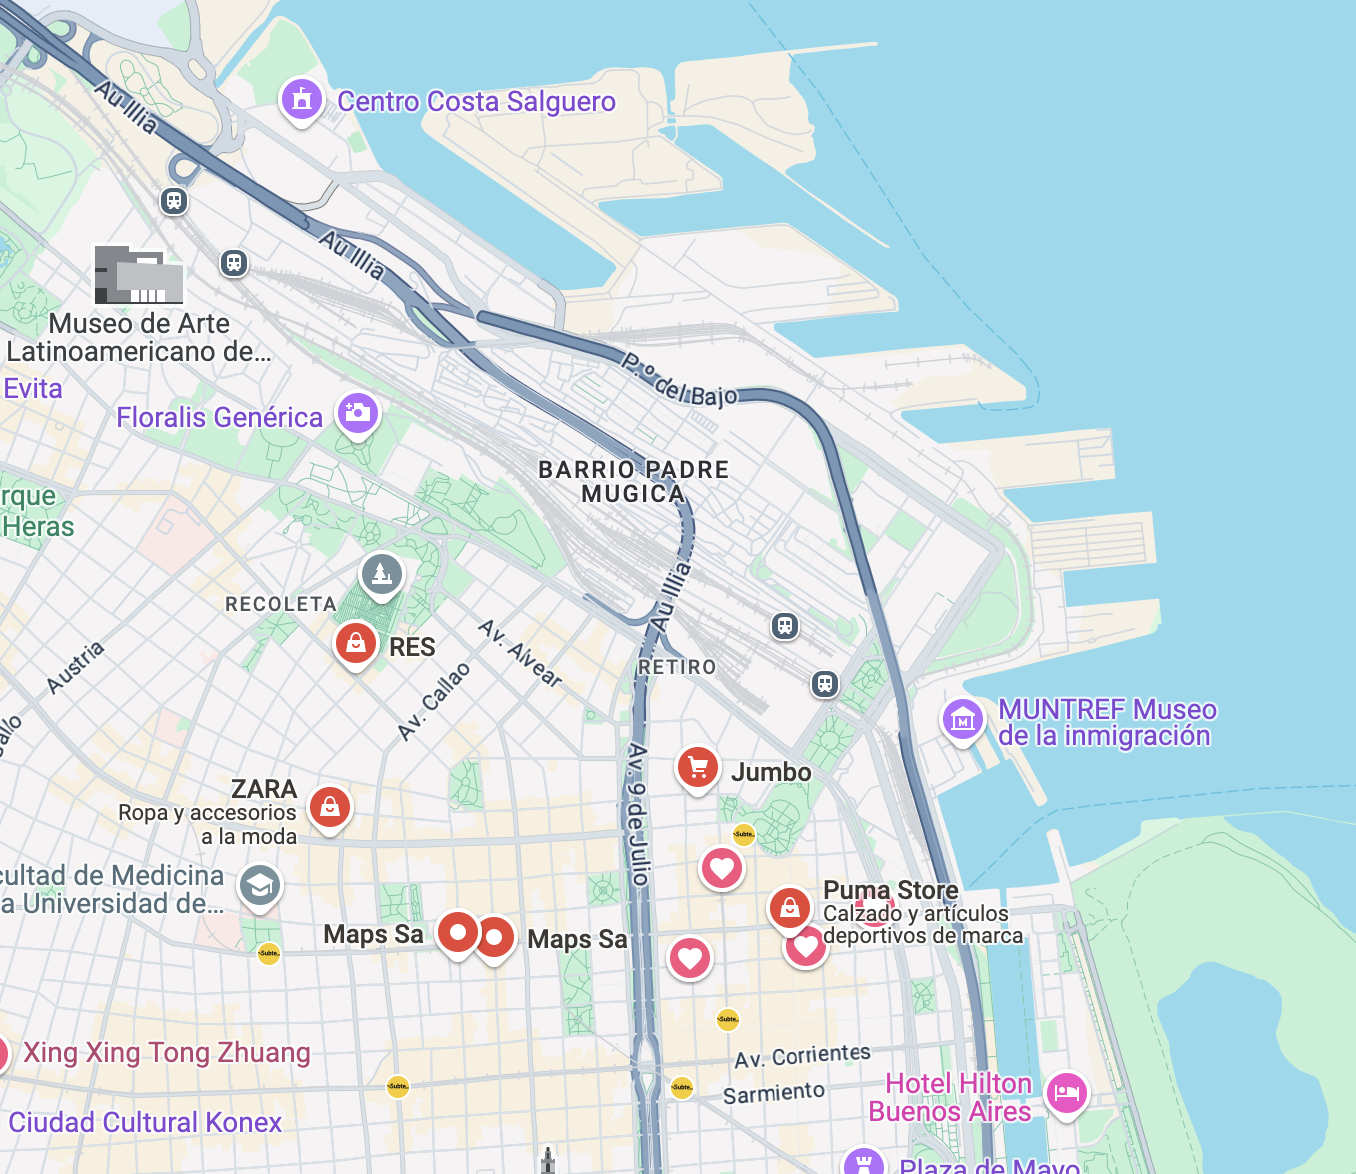 Au Illia
Centro Costa Salguero
Au Illia
Museo de Arte
Latinoamericano de...
P.º del Bajo
Evita
Floralis Genérica
BARRIO PADRE
MUGICA
rque
Heras
Au Illia
RECOLETA
RES
Av. Alvear
RETIRO
Austria
Av. Callao
MUNTREF Museo
de la inmigración
allo
Av. 9 de Julio
Jumbo
ZARA
Ropa y accesorios
a la moda
Subte..
cultad de Medicina
a Universidad de...
Puma Store
Calzado y artículos
deportivos de marca
Maps Sa
Maps Sa
Subte..
Subte..
Xing Xing Tong Zhuang
Av. Corrientes
Subte..
Subte..
Sarmiento
Hotel Hilton
Buenos Aires
Ciudad Cultural Konex
Plaza de Mayo